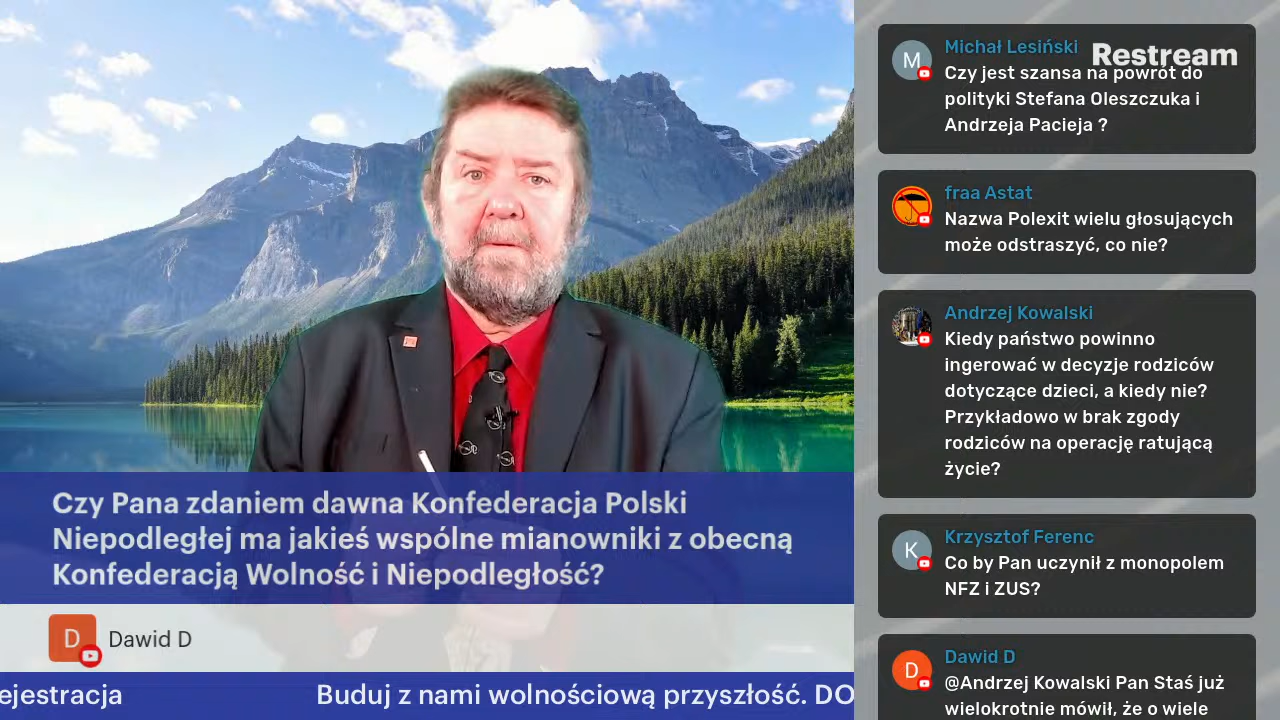 Czy Pana zdaniem dawna Konfederacja Polski
Niepodległej ma jakieś wspólne mianowniki z obecną
Konfederacją Wolność i Niepodległość?
D
Dawid D
ejestracja Buduj z nami wolnościową przyszłość. DO
Restream
M
Michał Lesiński
Czy jest szansa na powrót do
polityki Stefana Oleszczuka i
Andrzeja Pacieja ?
fraa Astat
Nazwa Polexit wielu głosujących
może odstraszyć, co nie?
Andrzej Kowalski
Kiedy państwo powinno
ingerować w decyzje rodziców
dotyczące dzieci, a kiedy nie?
Przykładowo w brak zgody
rodziców na operację ratującą
życie?
K
Krzysztof Ferenc
Co by Pan uczynił z monopolem
NFZ i ZUS?
D
Dawid D
@Andrzej Kowalski Pan Staś już
wielokrotnie mówił, że o wiele